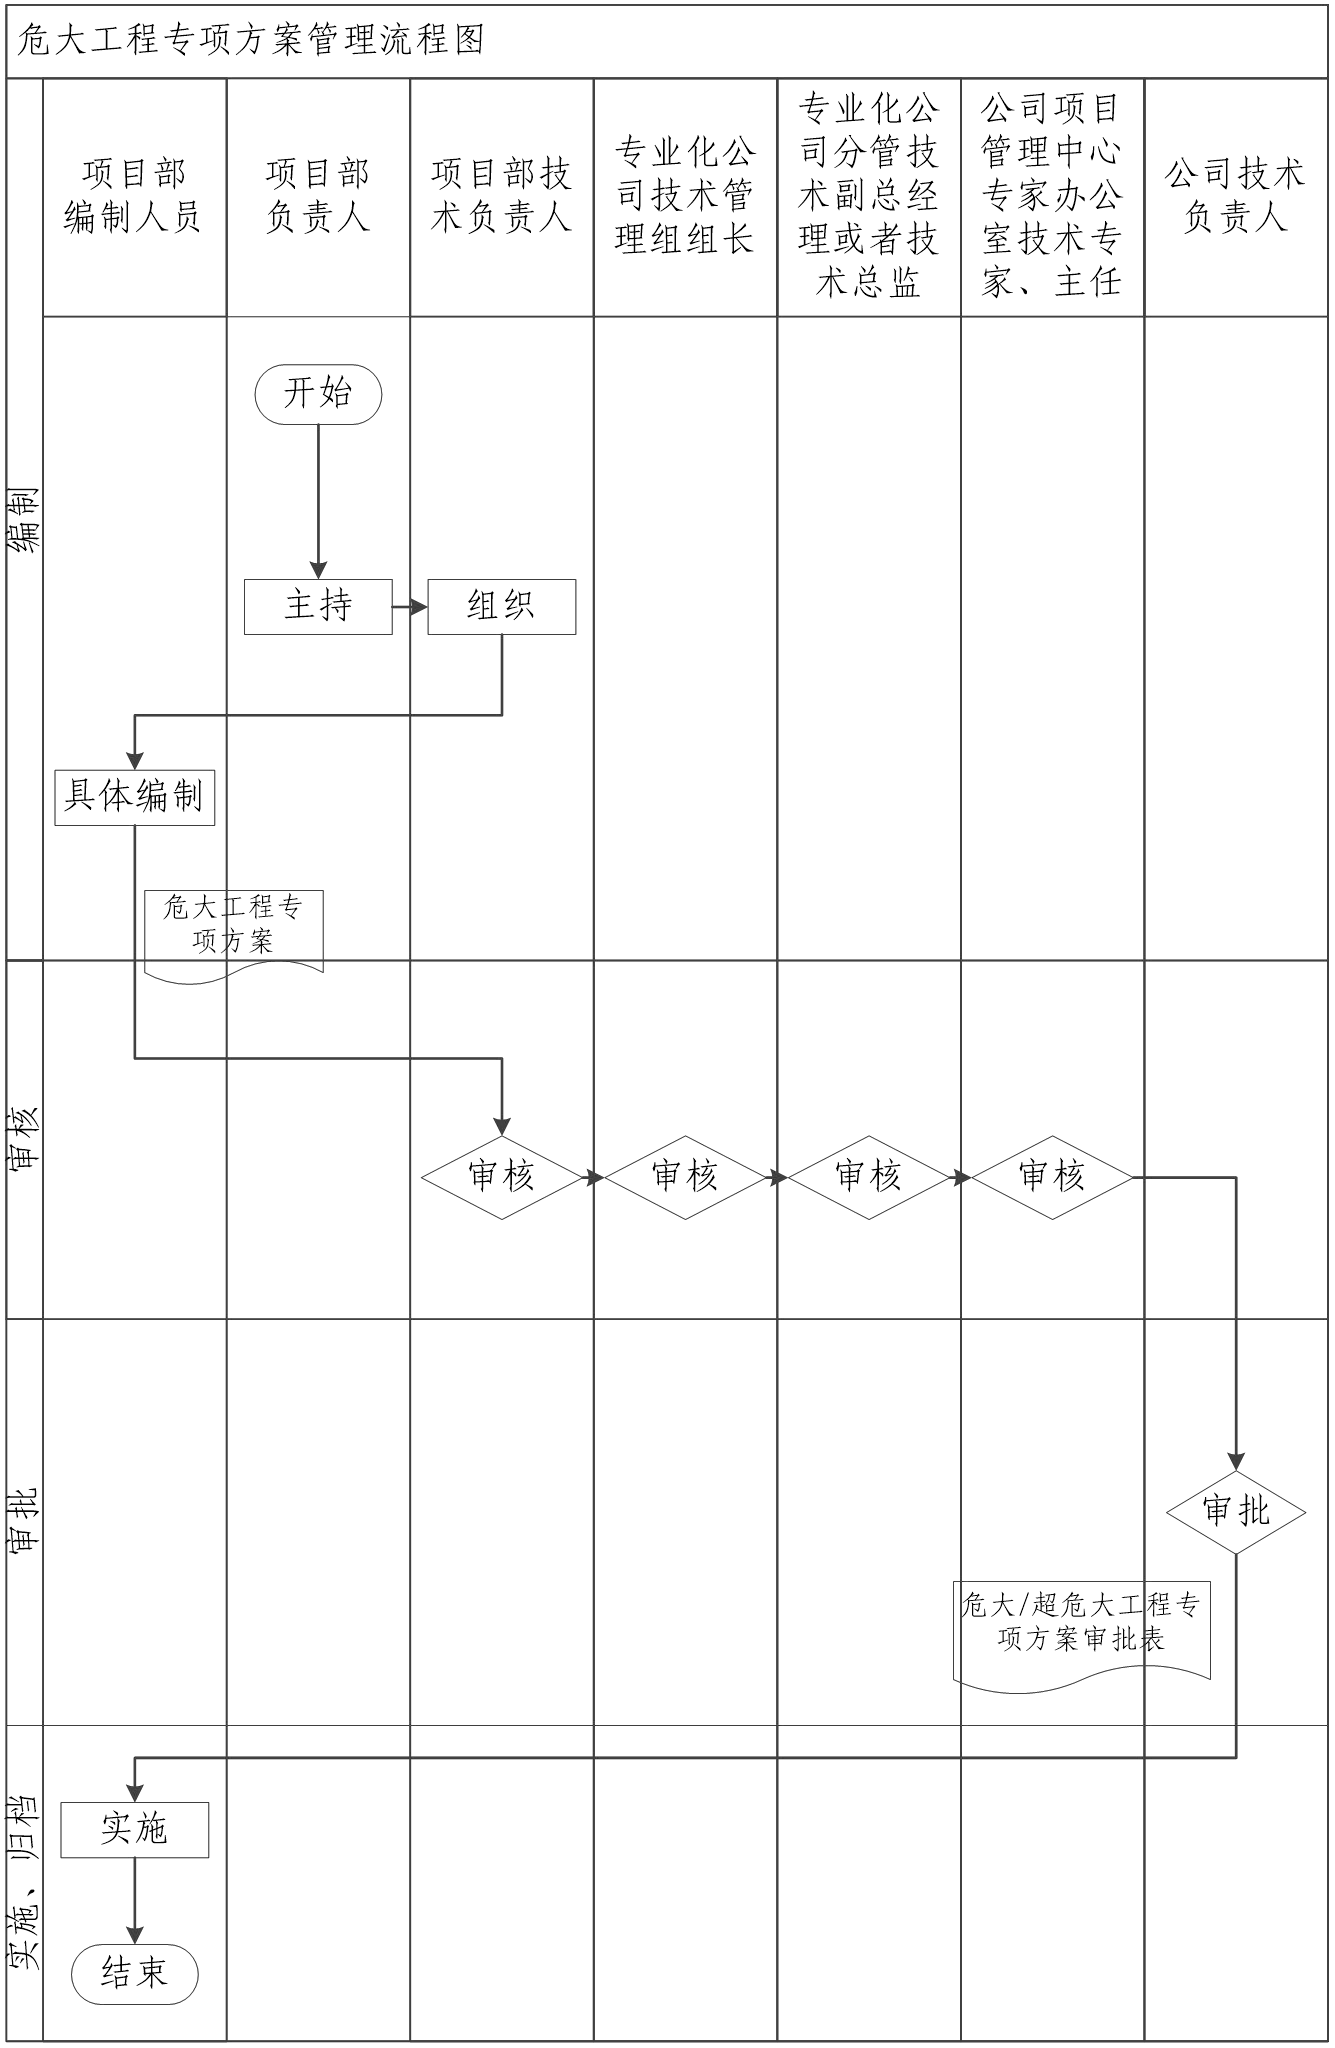 危大工程专项方案管理流程图
项目部
编制人员
项目部
负责人
项目部技
术负责人
专业化公
司技术管
理组组长
专业化公
司分管技
术副总经
理或者技
术总监
公司项目
管理中心
专家办公
室技术专
家、主任
公司技术
负责人
编制
开始
主持
组织
具体编制
危大工程专
项方案
审核
审核
审核
审核
审核
审批
审批
危大/超危大工程专
项方案审批表
实施、归档
实施
结束